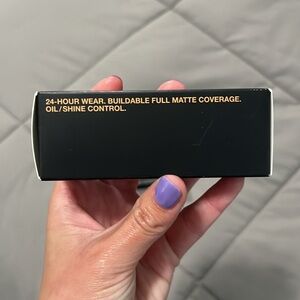 24-HOUR WEAR. BUILDABLE FULL MATTE COVERAGE.
OIL/SHINE CONTROL.